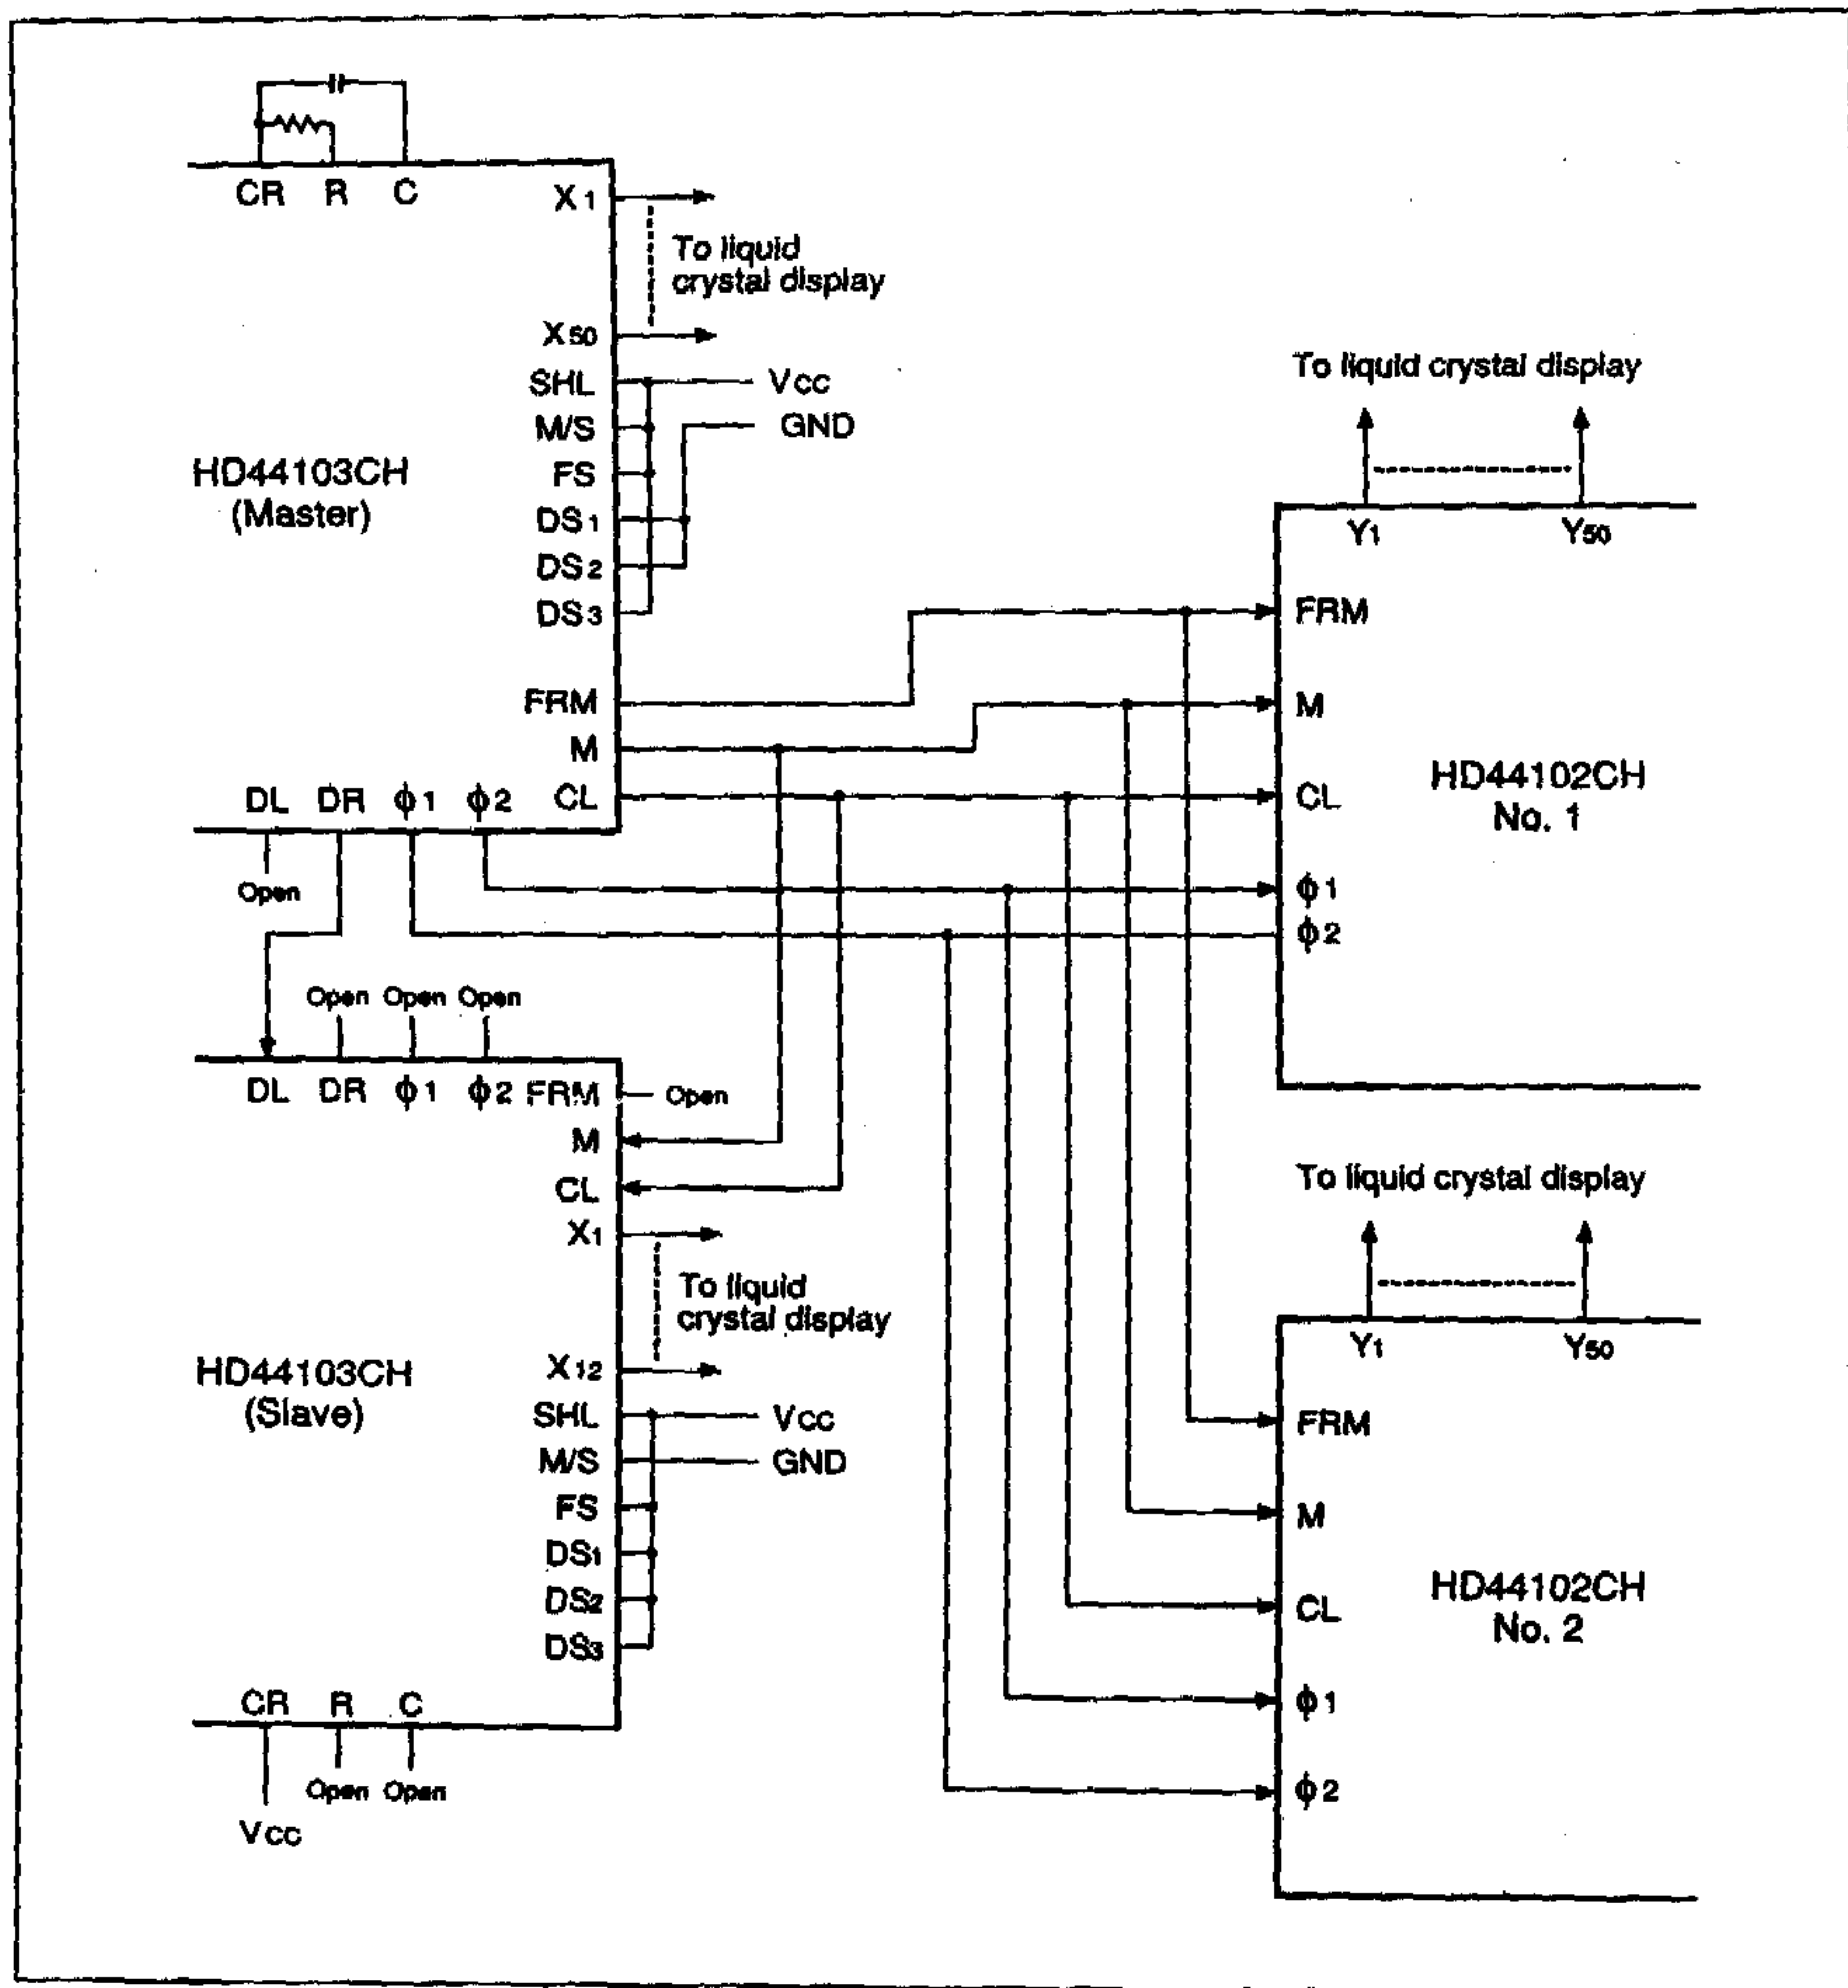 CR R C
X1
To liquid
crystal display
X50
SHL
Vcc
M/S
GND
FS
DS1
DS2
DS3
HD44103CH
(Master)
FRM
M
CL
DL DR ϕ1 ϕ2
Open
To liquid crystal display
Y1 Y50
FRM
M
CL
ϕ1
ϕ2
HD44102CH
No. 1
Open Open Open
DL DR ϕ1 ϕ2 FRM
Open
M
CL
X1
To liquid
crystal display
X12
HD44103CH
(Slave)
SHL
Vcc
M/S
GND
FS
DS1
DS2
DS3
CR R C
Open Open
Vcc
To liquid crystal display
Y1 Y50
FRM
M
CL
ϕ1
ϕ2
HD44102CH
No. 2